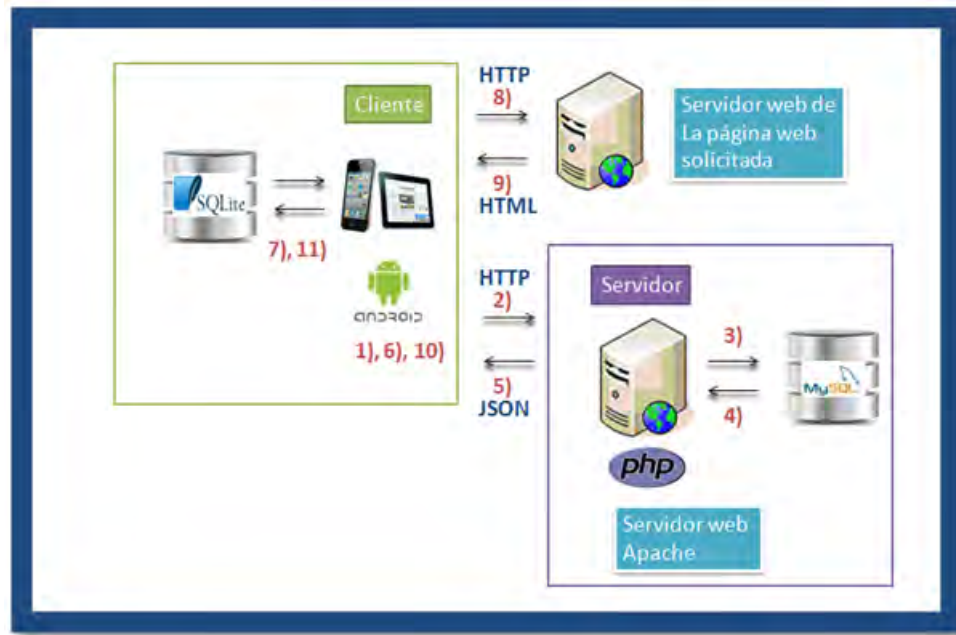 Cliente
SQLite
7), 11)
ANDROID
1), 6), 10)
HTTP
8)
9)
HTML
Servidor web de
La página web
solicitada
HTTP
2)
5)
JSON
Servidor
3)
4)
MySQL
php
Servidor web
Apache